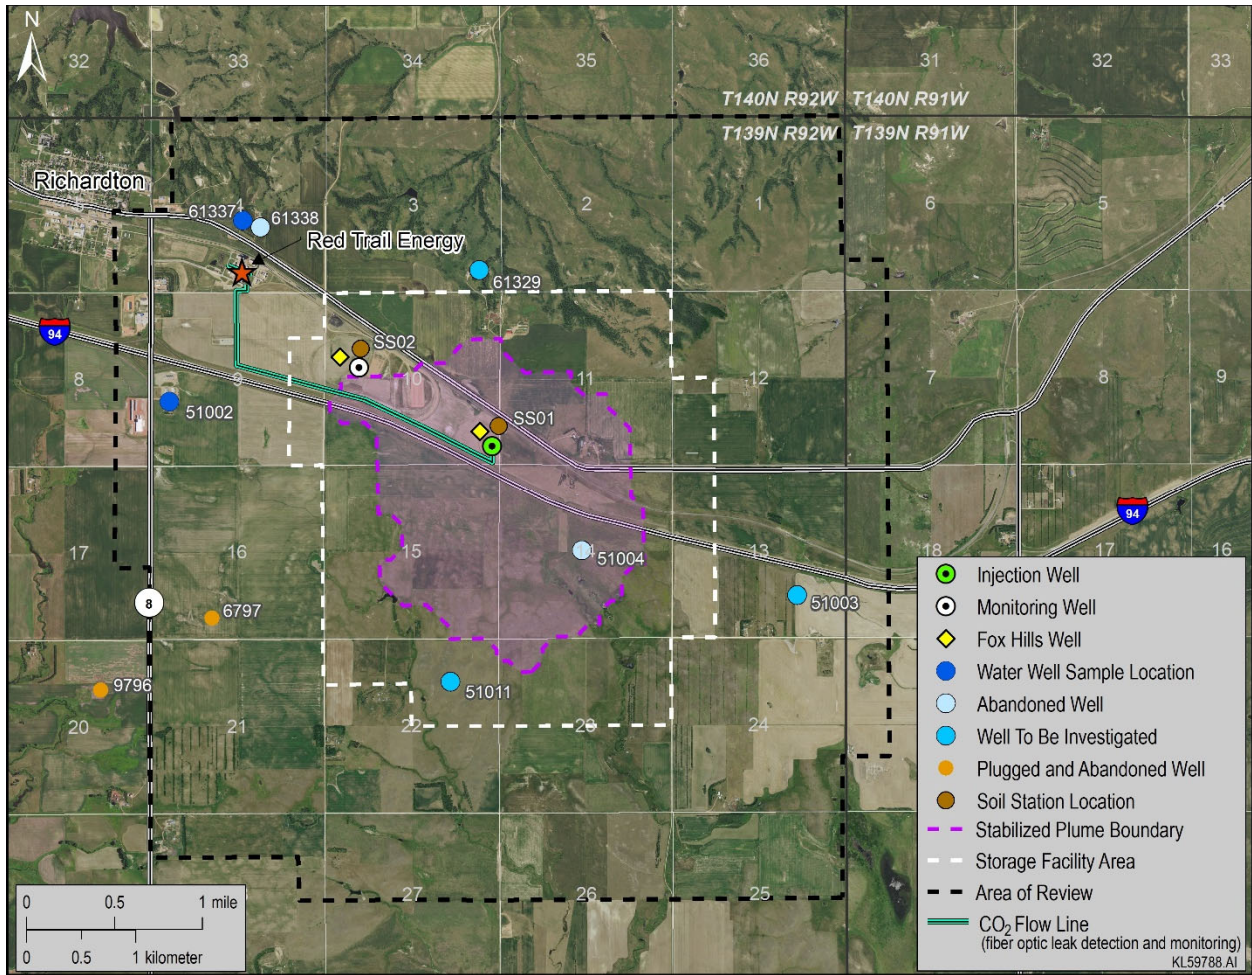 N
32
33
34
35
36
31
32
33
T140N R92W
T140N R91W
T139N R92W
T139N R91W
Richardton
61337
61338
3
2
1
6
5
4
Red Trail Energy
61329
94
SS02
8
9
10
11
12
7
8
9
51002
SS01
94
17
16
15
14
51004
13
18
17
16
51003
8
6797
9796
51011
20
21
22
23
24
27
26
25
Injection Well
Monitoring Well
Fox Hills Well
Water Well Sample Location
Abandoned Well
Well To Be Investigated
Plugged and Abandoned Well
Soil Station Location
Stabilized Plume Boundary
Storage Facility Area
Area of Review
CO2 Flow Line
(fiber optic leak detection and monitoring)
KL59788.AI
0 0.5 1 mile
0 0.5 1 kilometer